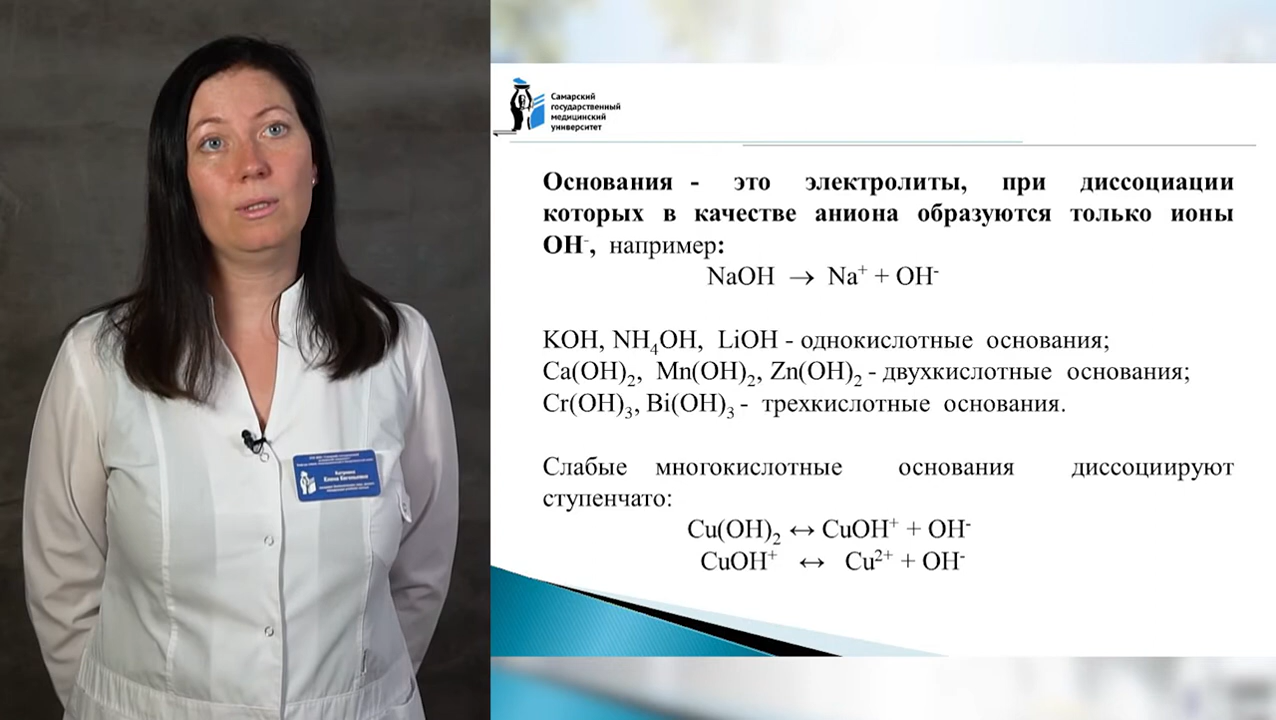 Самарский
государственный
медицинский
университет
Основания - это электролиты, при диссоциации
которых в качестве аниона образуются только ионы
OH⁻, например:
NaOH → Na⁺ + OH⁻
KOH, NH₄OH, LiOH - однокислотные основания;
Ca(OH)₂, Mn(OH)₂, Zn(OH)₂ - двухкислотные основания;
Cr(OH)₃, Bi(OH)₃ - трехкислотные основания.
Слабые многокислотные основания диссоциируют
ступенчато:
Cu(OH)₂ ↔ CuOH⁺ + OH⁻
CuOH⁺ ↔ Cu²⁺ + OH⁻
Елена Евгеньевна